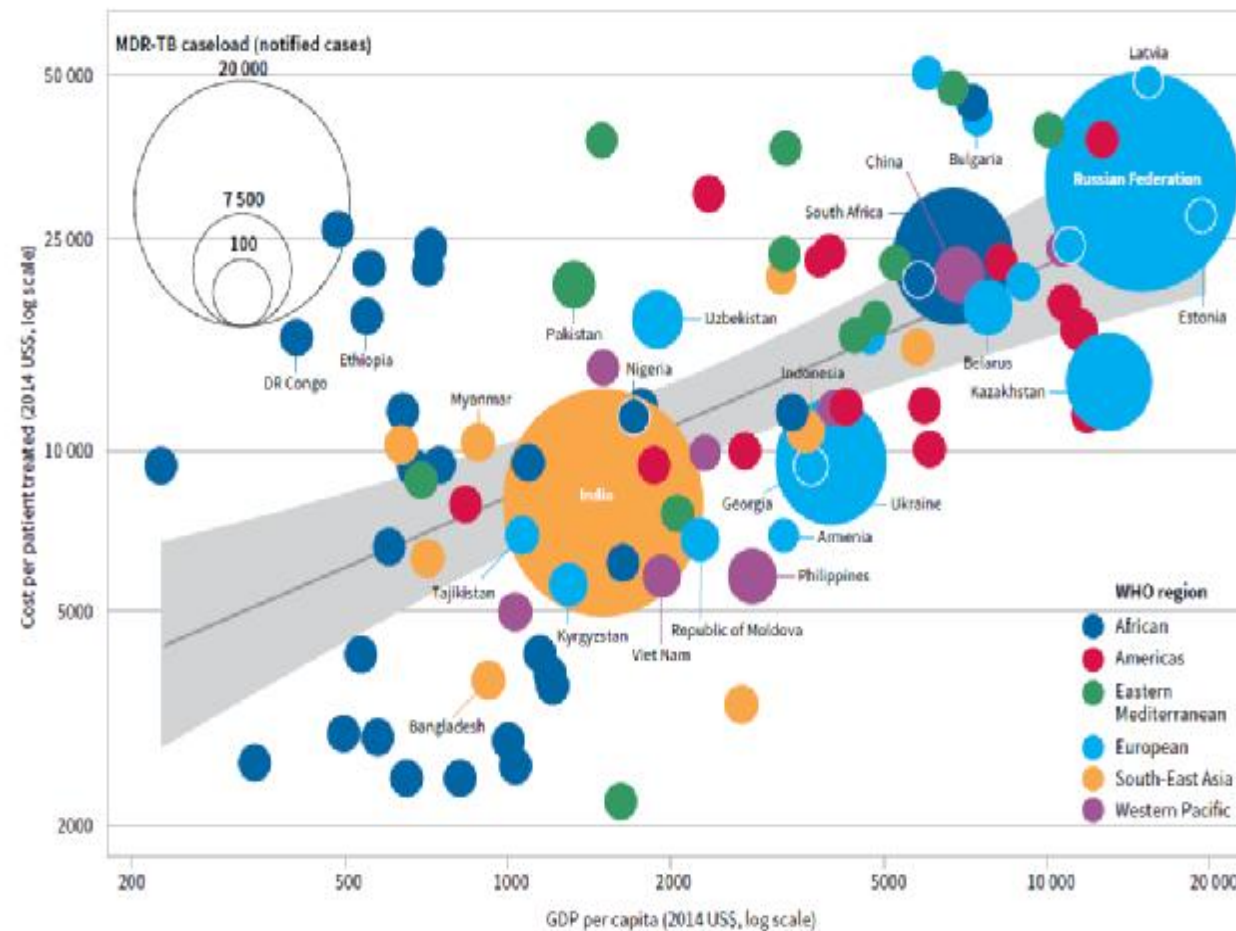 MDR-TB caseload (notified cases)
20 000
7 500
100
50 000
25 000
10 000
5000
2000
Cost per patient treated (2014 US$, log scale)
Latvia
China
Bulgaria
Russian Federation
South Africa
Uzbekistan
Pakistan
Estonia
Ethiopia
DR Congo
Nigeria
Indonesia
Belarus
Kazakhstan
Myanmar
India
Georgia
Ukraine
Armenia
Tajikistan
Philippines
Kyrgyzstan
Republic of Moldova
Viet Nam
Bangladesh
WHO region
African
Americas
Eastern
Mediterranean
European
South-East Asia
Western Pacific
200
500
1000
2000
5000
10 000
20 000
GDP per capita (2014 US$, log scale)